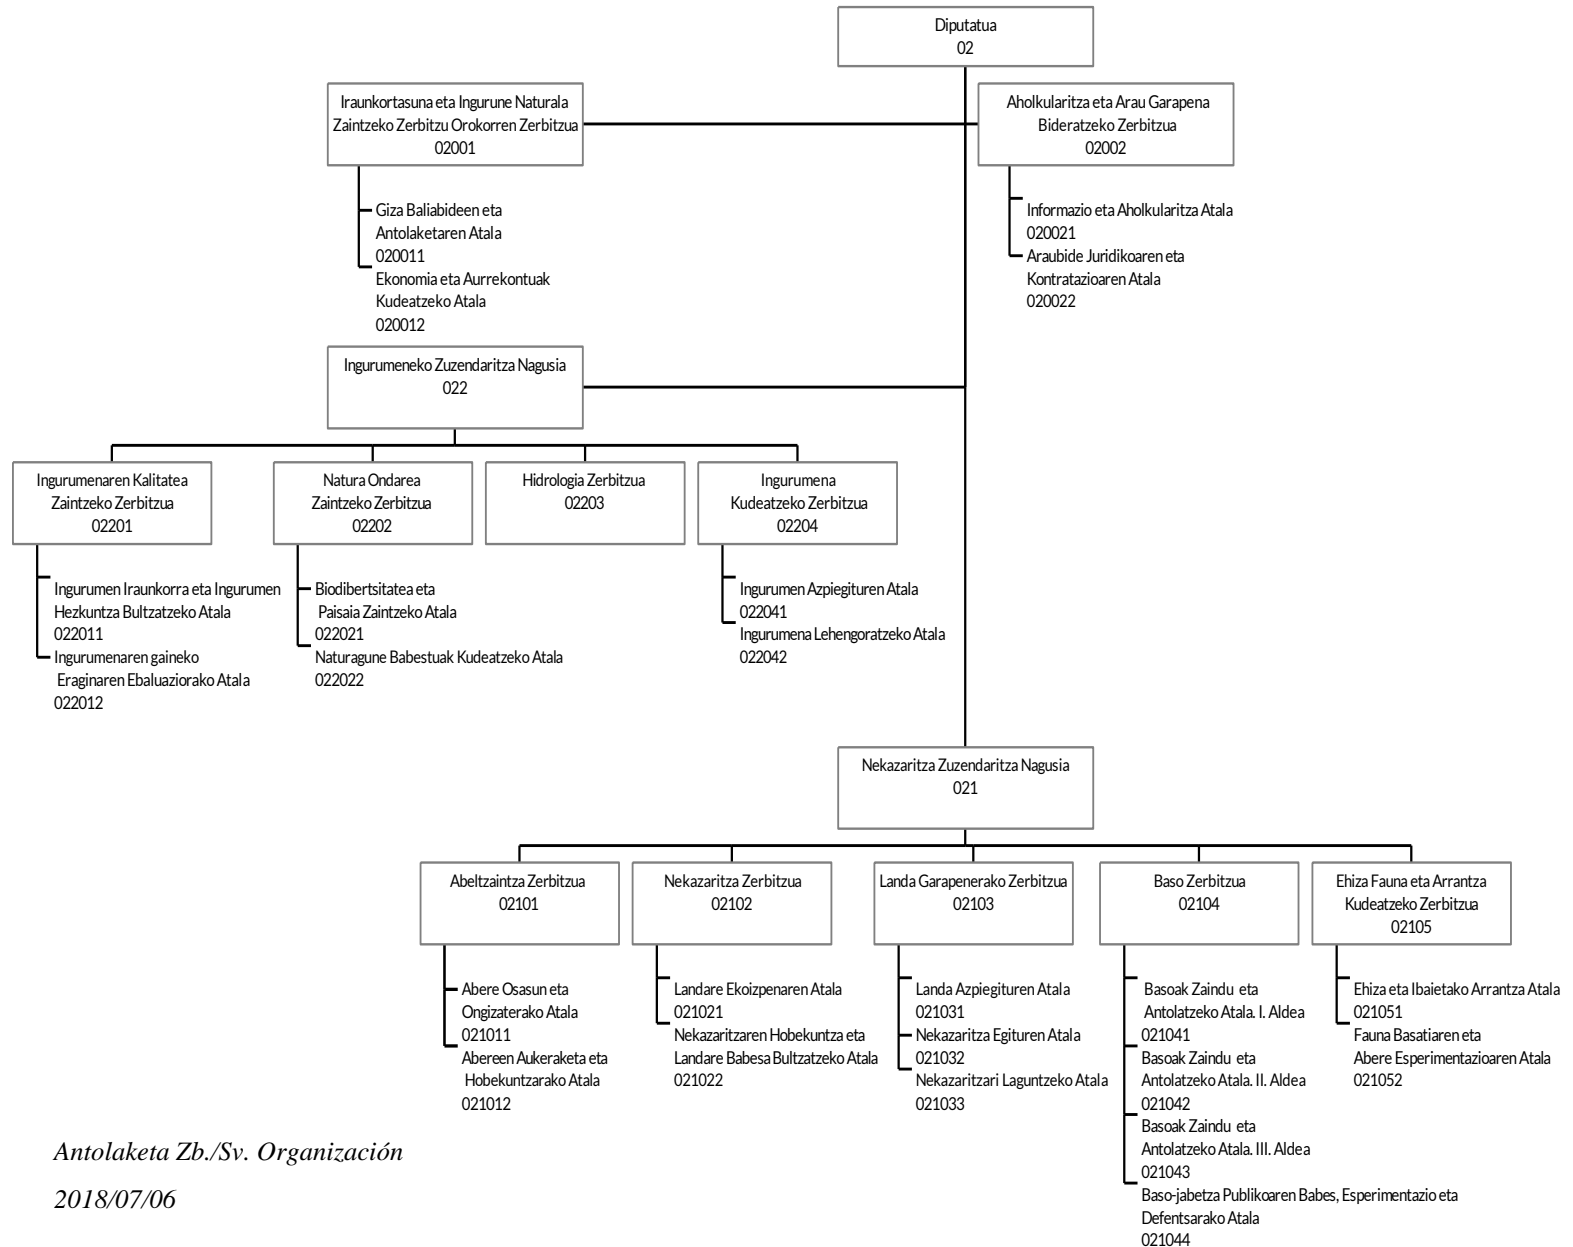 Diputatua
02
Iraunkortasuna eta Ingurune Naturala
Zaintzeko Zerbitzu Orokorren Zerbitzua
02001
Aholkularitza eta Arau Garapena
Bideratzeko Zerbitzua
02002
Giza Baliabideen eta
Antolaketaren Atala
020011
Ekonomia eta Aurrekontuak
Kudeatzeko Atala
020012
Informazio eta Aholkularitza Atala
020021
Araubide Juridikoaren eta
Kontratazioaren Atala
020022
Ingurumeneko Zuzendaritza Nagusia
022
Ingurumenaren Kalitatea
Zaintzeko Zerbitzua
02201
Natura Ondarea
Zaintzeko Zerbitzua
02202
Hidrologia Zerbitzua
02203
Ingurumena
Kudeatzeko Zerbitzua
02204
Ingurumen Iraunkorra eta Ingurumen
Hezkuntza Bultzatzeko Atala
022011
Ingurumenaren gaineko
Eraginaren Ebaluaziorako Atala
022012
Biodibertsitatea eta
Paisaia Zaintzeko Atala
022021
Naturagune Babestuak Kudeatzeko Atala
022022
Ingurumen Azpiegituren Atala
022041
Ingurumena Lehengoratzeko Atala
022042
Nekazaritza Zuzendaritza Nagusia
021
Abeltzaintza Zerbitzua
02101
Nekazaritza Zerbitzua
02102
Landa Garapenerako Zerbitzua
02103
Baso Zerbitzua
02104
Ehiza Fauna eta Arrantza
Kudeatzeko Zerbitzua
02105
Abere Osasun eta
Ongizaterako Atala
021011
Abereen Aukeraketa eta
Hobekuntzarako Atala
021012
Landare Ekoizpenaren Atala
021021
Nekazaritzaren Hobekuntza eta
Landare Babesa Bultzatzeko Atala
021022
Landa Azpiegituren Atala
021031
Nekazaritza Egituren Atala
021032
Nekazaritzari Laguntzeko Atala
021033
Basoak Zaindu eta
Antolatzeko Atala. I. Aldea
021041
Basoak Zaindu eta
Antolatzeko Atala. II. Aldea
021042
Basoak Zaindu eta
Antolatzeko Atala. III. Aldea
021043
Baso-jabetza Publikoaren Babes, Esperimentazio eta
Defentsarako Atala
021044
Ehiza eta Ibaietako Arrantza Atala
021051
Fauna Basatiaren eta
Abere Esperimentazioaren Atala
021052
Antolaketa Zb./Sv. Organización
2018/07/06